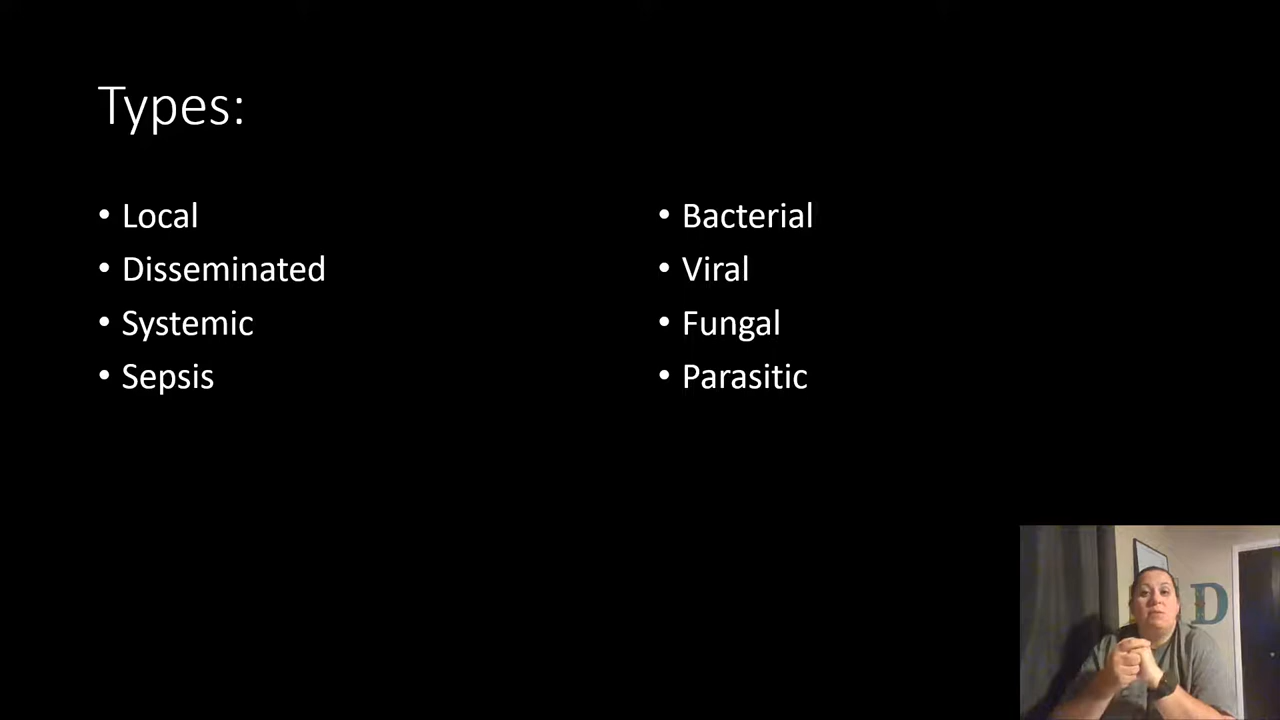 Types:
• Local
• Disseminated
• Systemic
• Sepsis
• Bacterial
• Viral
• Fungal
• Parasitic
D